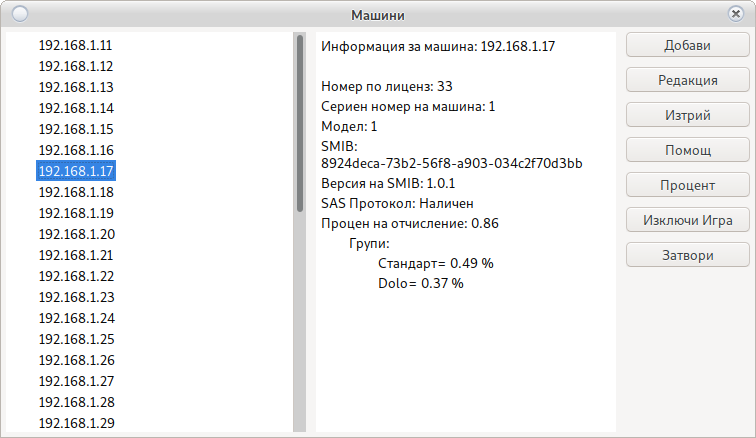 Машини
192.168.1.11
192.168.1.12
192.168.1.13
192.168.1.14
192.168.1.15
192.168.1.16
192.168.1.17
192.168.1.18
192.168.1.19
192.168.1.20
192.168.1.21
192.168.1.22
192.168.1.23
192.168.1.24
192.168.1.25
192.168.1.26
192.168.1.27
192.168.1.28
192.168.1.29
Информация за машина: 192.168.1.17
Номер по лиценз: 33
Сериен номер на машина: 1
Модел: 1
SMIB:
8924deca-73b2-56f8-a903-034c2f70d3bb
Версия на SMIB: 1.0.1
SAS Протокол: Наличен
Процен на отчисление: 0.86
Групи:
Стандарт= 0.49 %
Dolo= 0.37 %
Добави
Редакция
Изтрий
Помощ
Процент
Изключи Игра
Затвори